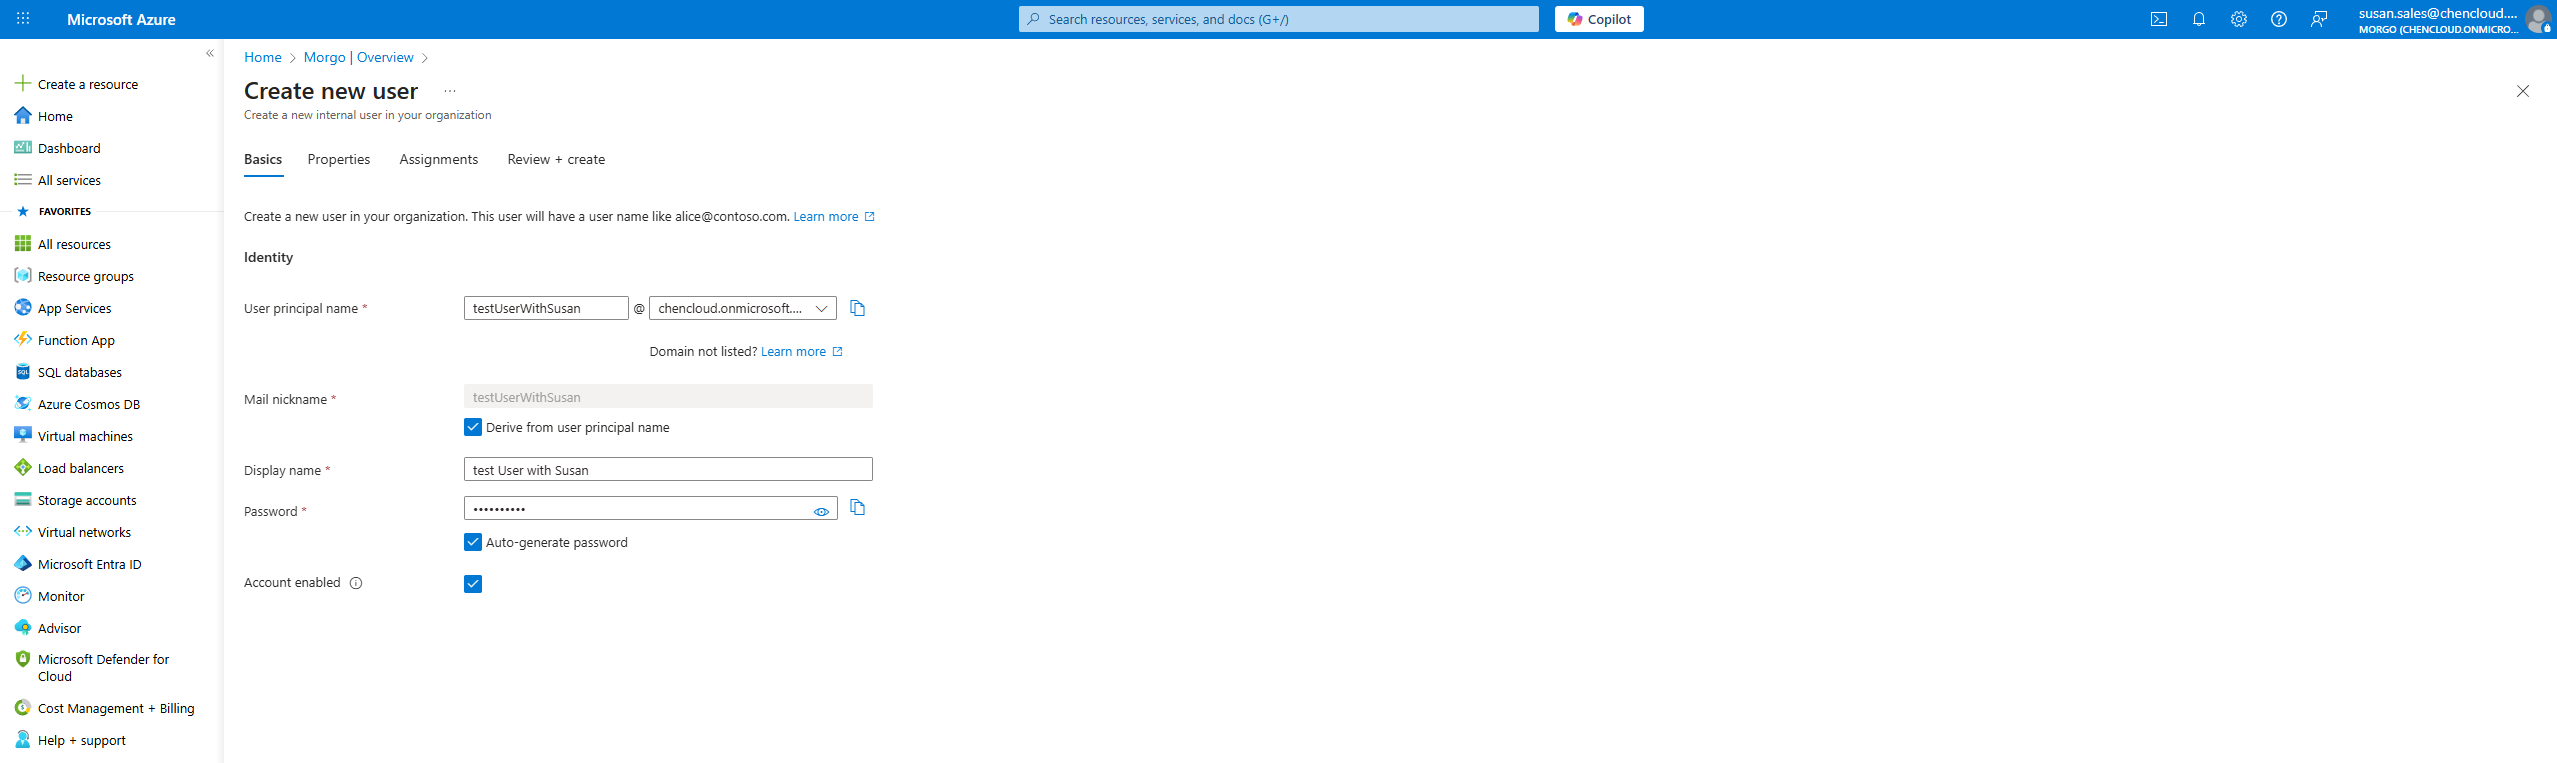 Microsoft Azure
Search resources, services, and docs (G+/)
Copilot
susan.sales@chencloud....
MORGO (CHENCLOUD.ONMICRO...
Create a resource
Home
Dashboard
All services
FAVORITES
All resources
Resource groups
App Services
Function App
SQL databases
Azure Cosmos DB
Virtual machines
Load balancers
Storage accounts
Virtual networks
Microsoft Entra ID
Monitor
Advisor
Microsoft Defender for
Cloud
Cost Management + Billing
Help + support
Home > Morgo | Overview >
Create new user ...
Create a new internal user in your organization
Basics Properties Assignments Review + create
Create a new user in your organization. This user will have a user name like alice@contoso.com. Learn more
Identity
User principal name * testUserWithSusan @ chencloud.onmicrosoft....
Domain not listed? Learn more
Mail nickname * testUserWithSusan
Derive from user principal name
Display name * test User with Susan
Password * ••••••••••
Auto-generate password
Account enabled